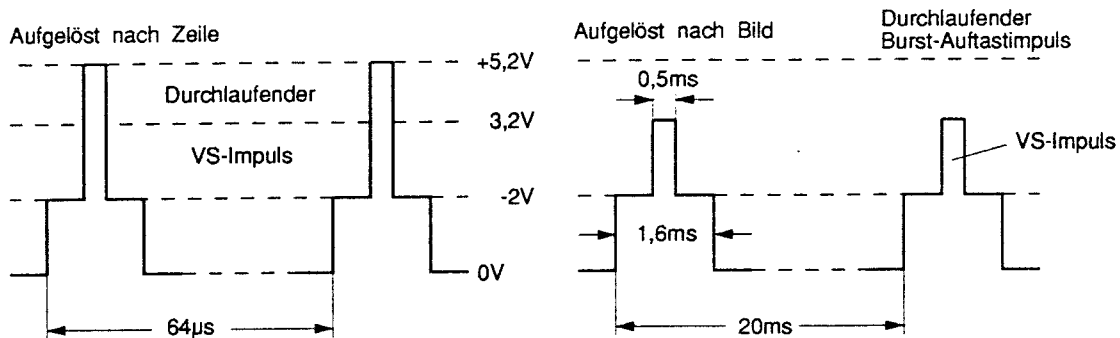 Aufgelöst nach Zeile
+5,2V
Durchlaufender
3,2V
VS-Impuls
-2V
0V
64µs
Aufgelöst nach Bild
Durchlaufender
Burst-Auftastimpuls
0,5ms
VS-Impuls
1,6ms
20ms